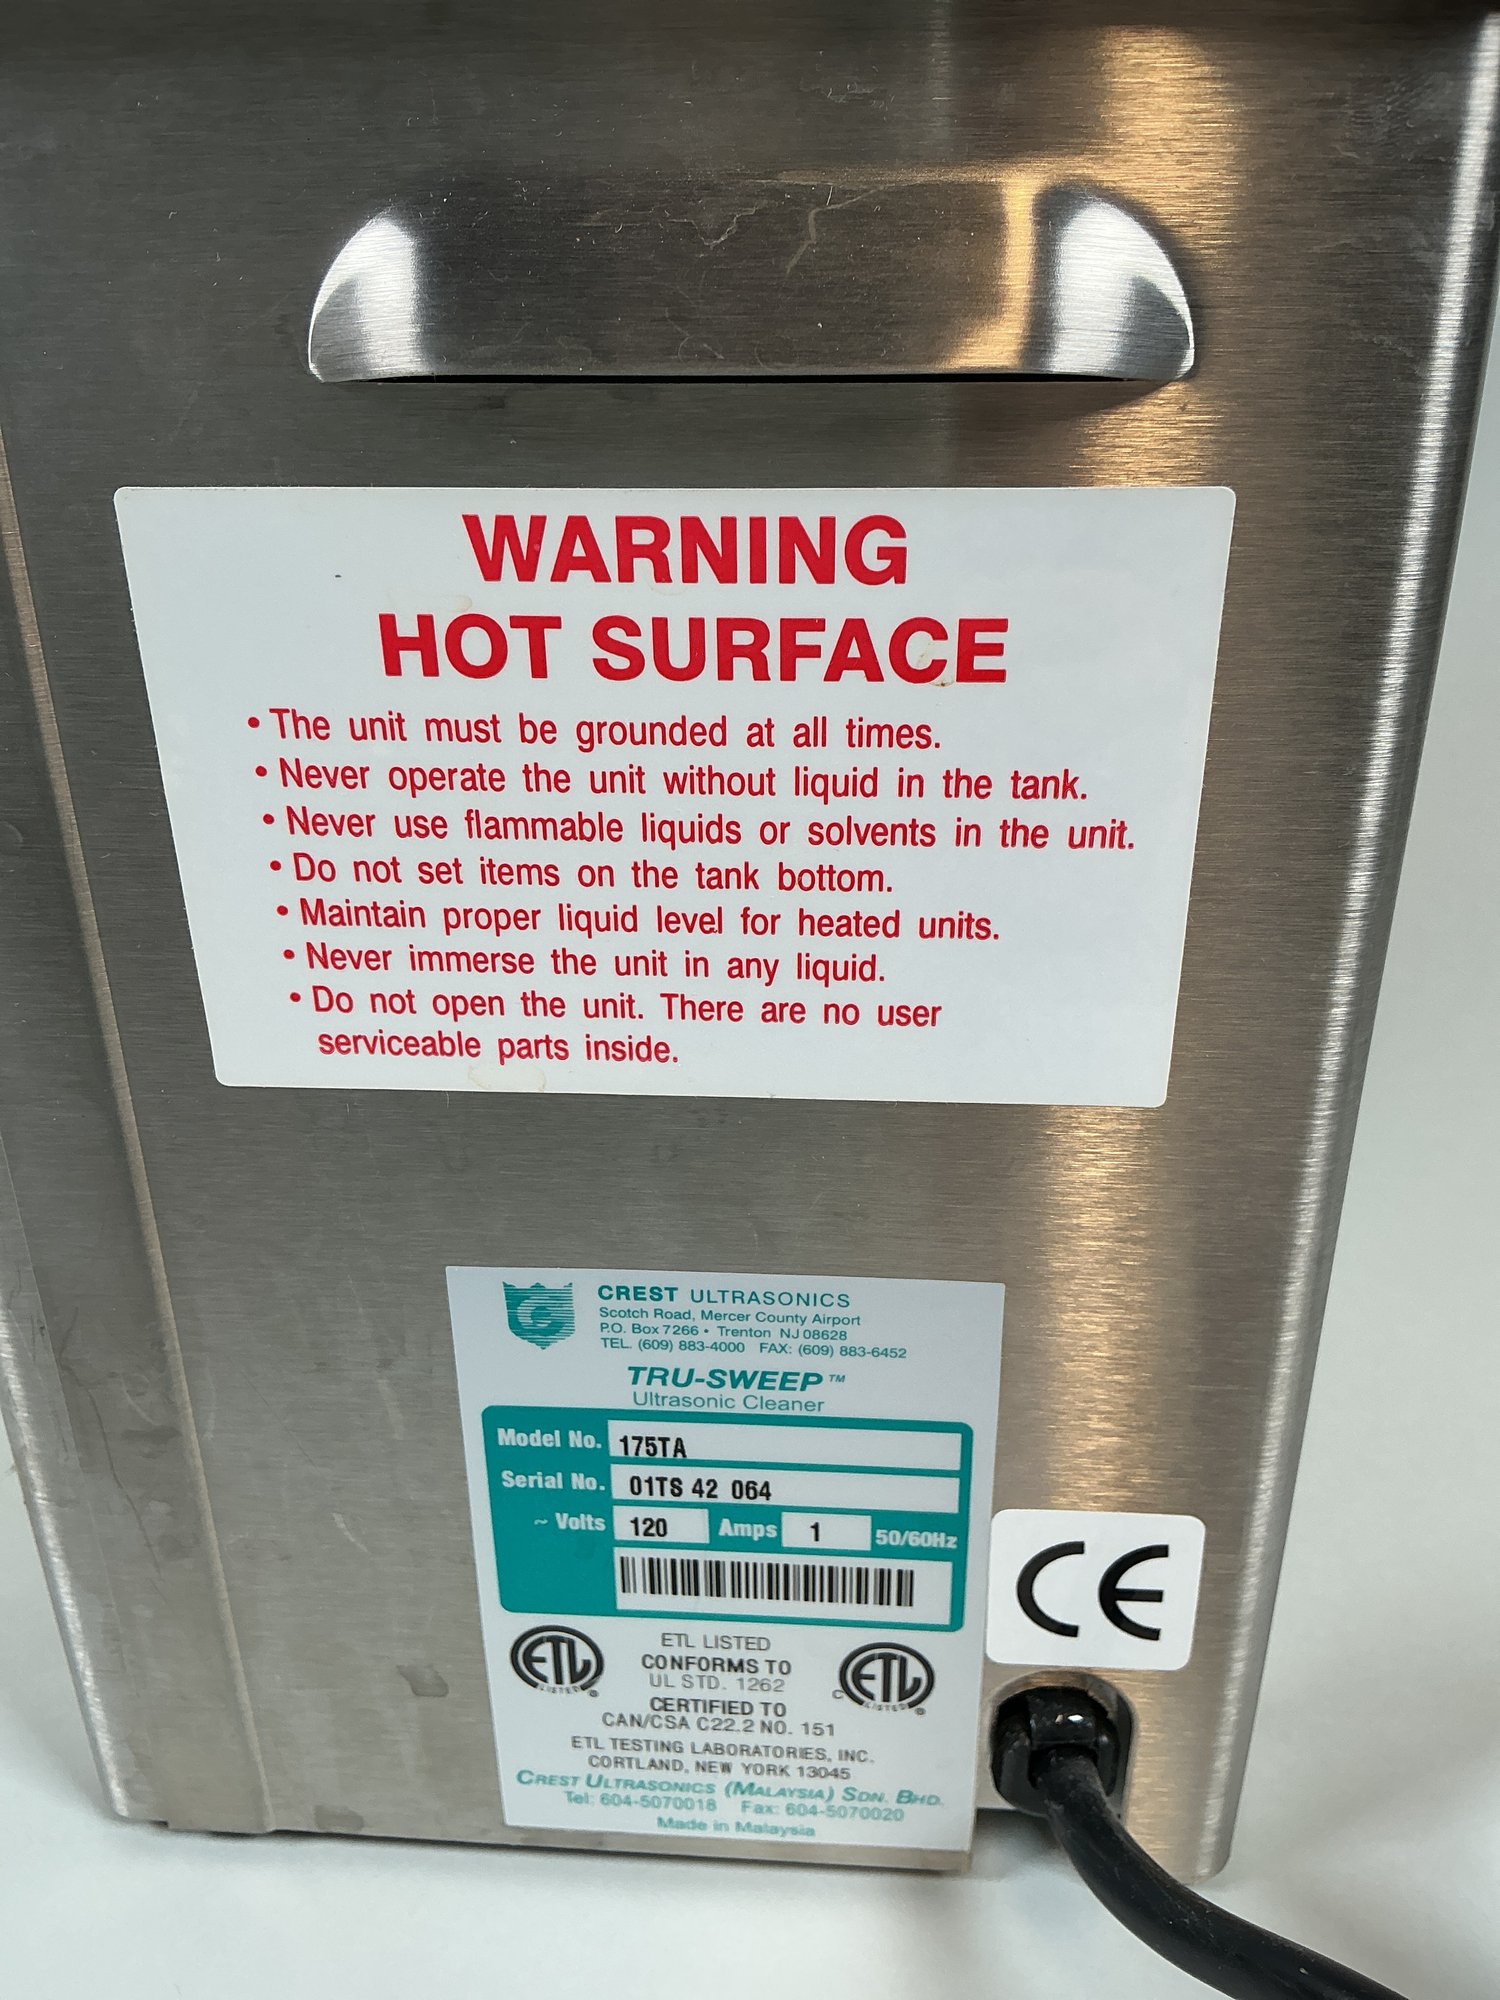 WARNING
HOT SURFACE
• The unit must be grounded at all times.
• Never operate the unit without liquid in the tank.
• Never use flammable liquids or solvents in the unit.
• Do not set items on the tank bottom.
• Maintain proper liquid level for heated units.
• Never immerse the unit in any liquid.
• Do not open the unit. There are no user
serviceable parts inside.
C
CREST ULTRASONICS
Scotch Road, Mercer County Airport
P.O. Box 7266 • Trenton NJ 08628
TEL. (609) 883-4000 FAX: (609) 883-6452
TRU-SWEEP™
Ultrasonic Cleaner
Model No. 175TA
Serial No. 01TS 42 064
~ Volts 120 Amps 1 50/60Hz
CE
ETL LISTED ®
ETL LISTED
CONFORMS TO
UL STD. 1262
CERTIFIED TO
CAN/CSA C22.2 NO. 151
C ETL LISTED ®
ETL TESTING LABORATORIES, INC.
CORTLAND, NEW YORK 13045
CREST ULTRASONICS (MALAYSIA) SDN. BHD.
Tel: 604-5070018 Fax: 604-5070020
Made in Malaysia